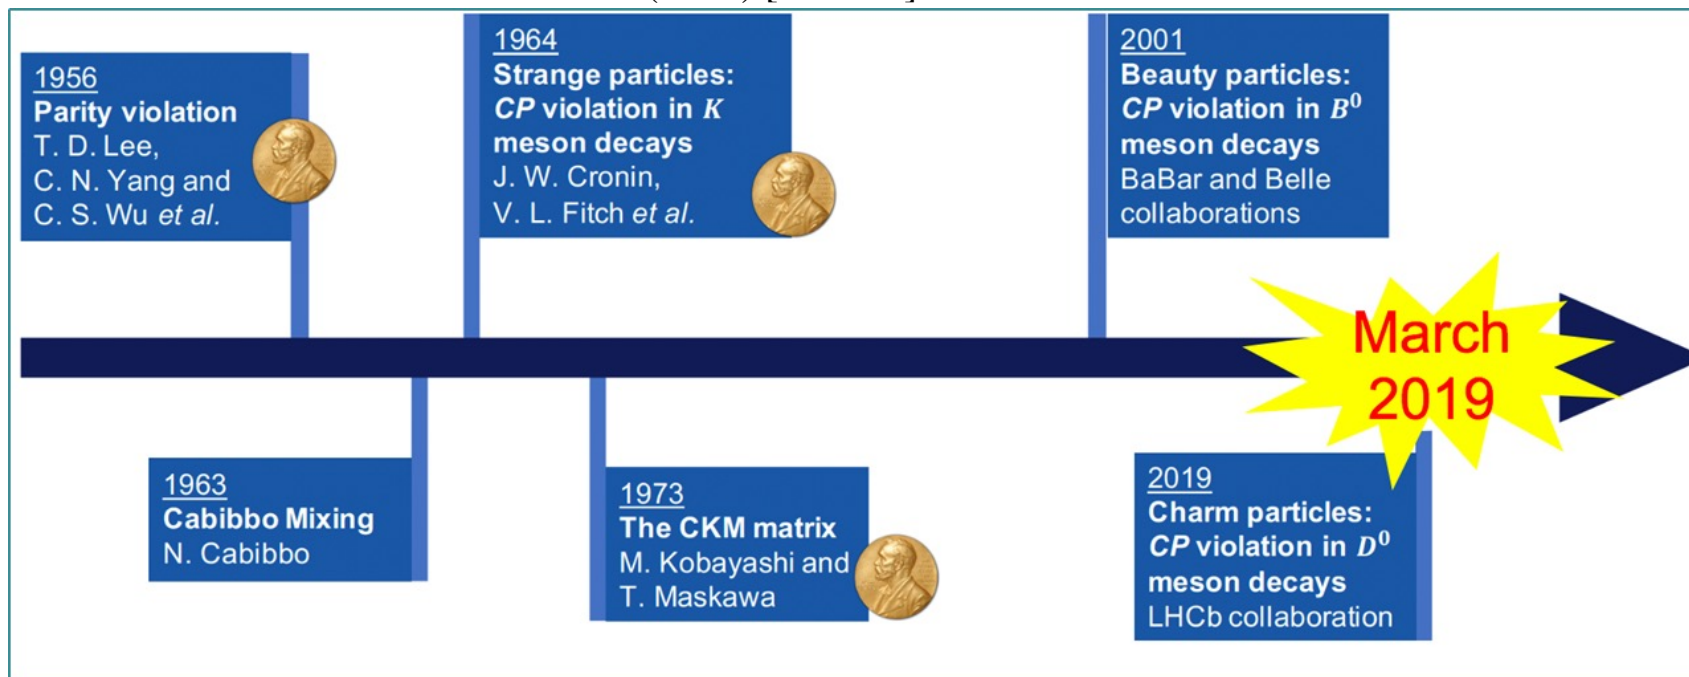 1956
Parity violation
T. D. Lee,
C. N. Yang and
C. S. Wu et al.
1964
Strange particles:
CP violation in K
meson decays
J. W. Cronin,
V. L. Fitch et al.
2001
Beauty particles:
CP violation in B⁰
meson decays
BaBar and Belle
collaborations
March
2019
1963
Cabibbo Mixing
N. Cabibbo
1973
The CKM matrix
M. Kobayashi and
T. Maskawa
2019
Charm particles:
CP violation in D⁰
meson decays
LHCb collaboration